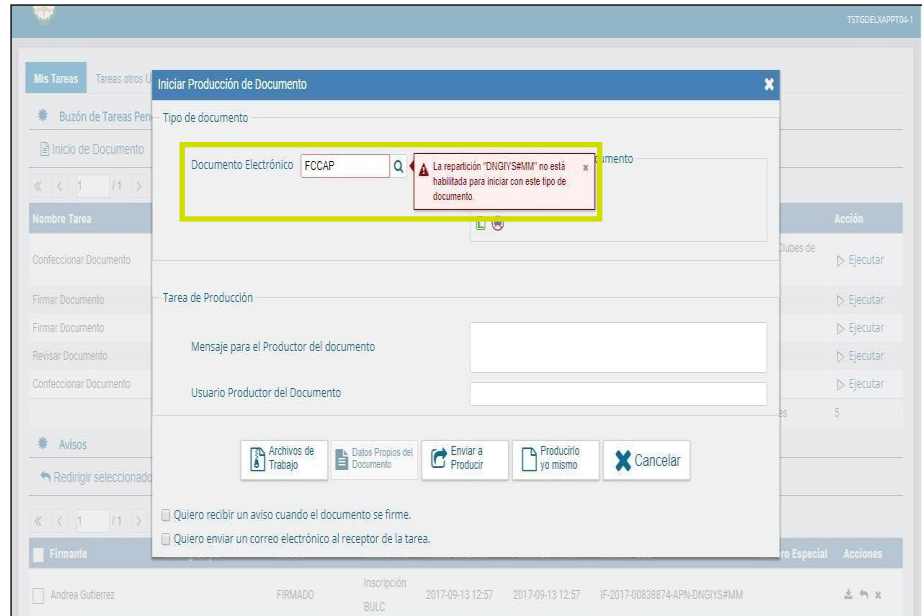 TSTGDELXAPPT04-1
Mis Tareas Tareas otros U
Iniciar Producción de Documento x
Buzón de Tareas Pen
Tipo de documento
Inicio de Documento
Documento Electrónico FCCAP
La repartición "DNGIYS#MM" no está x
habilitada para iniciar con este tipo de
documento.
umento
« < 1 /1 >
Nombre Tarea Acción
Confeccionar Documento Clubes de Ejecutar
Firmar Documento Ejecutar
Firmar Documento Ejecutar
Revisar Documento Ejecutar
Confeccionar Documento Ejecutar
es 5
Tarea de Producción
Mensaje para el Productor del documento
Usuario Productor del Documento
Avisos
Redirigir seleccionado
Archivos de
Trabajo
Datos Propios del
Documento
Enviar a
Producir
Producirlo
yo mismo
Cancelar
« < 1 /1 >
Quiero recibir un aviso cuando el documento se firme.
Quiero enviar un correo electrónico al receptor de la tarea.
Firmante ro Especial Acciones
Andrea Gutierrez FIRMADO Inscripción
BULC 2017-09-13 12:57 2017-09-13 12:57 IF-2017-00838874-APN-DNGIYS#MM